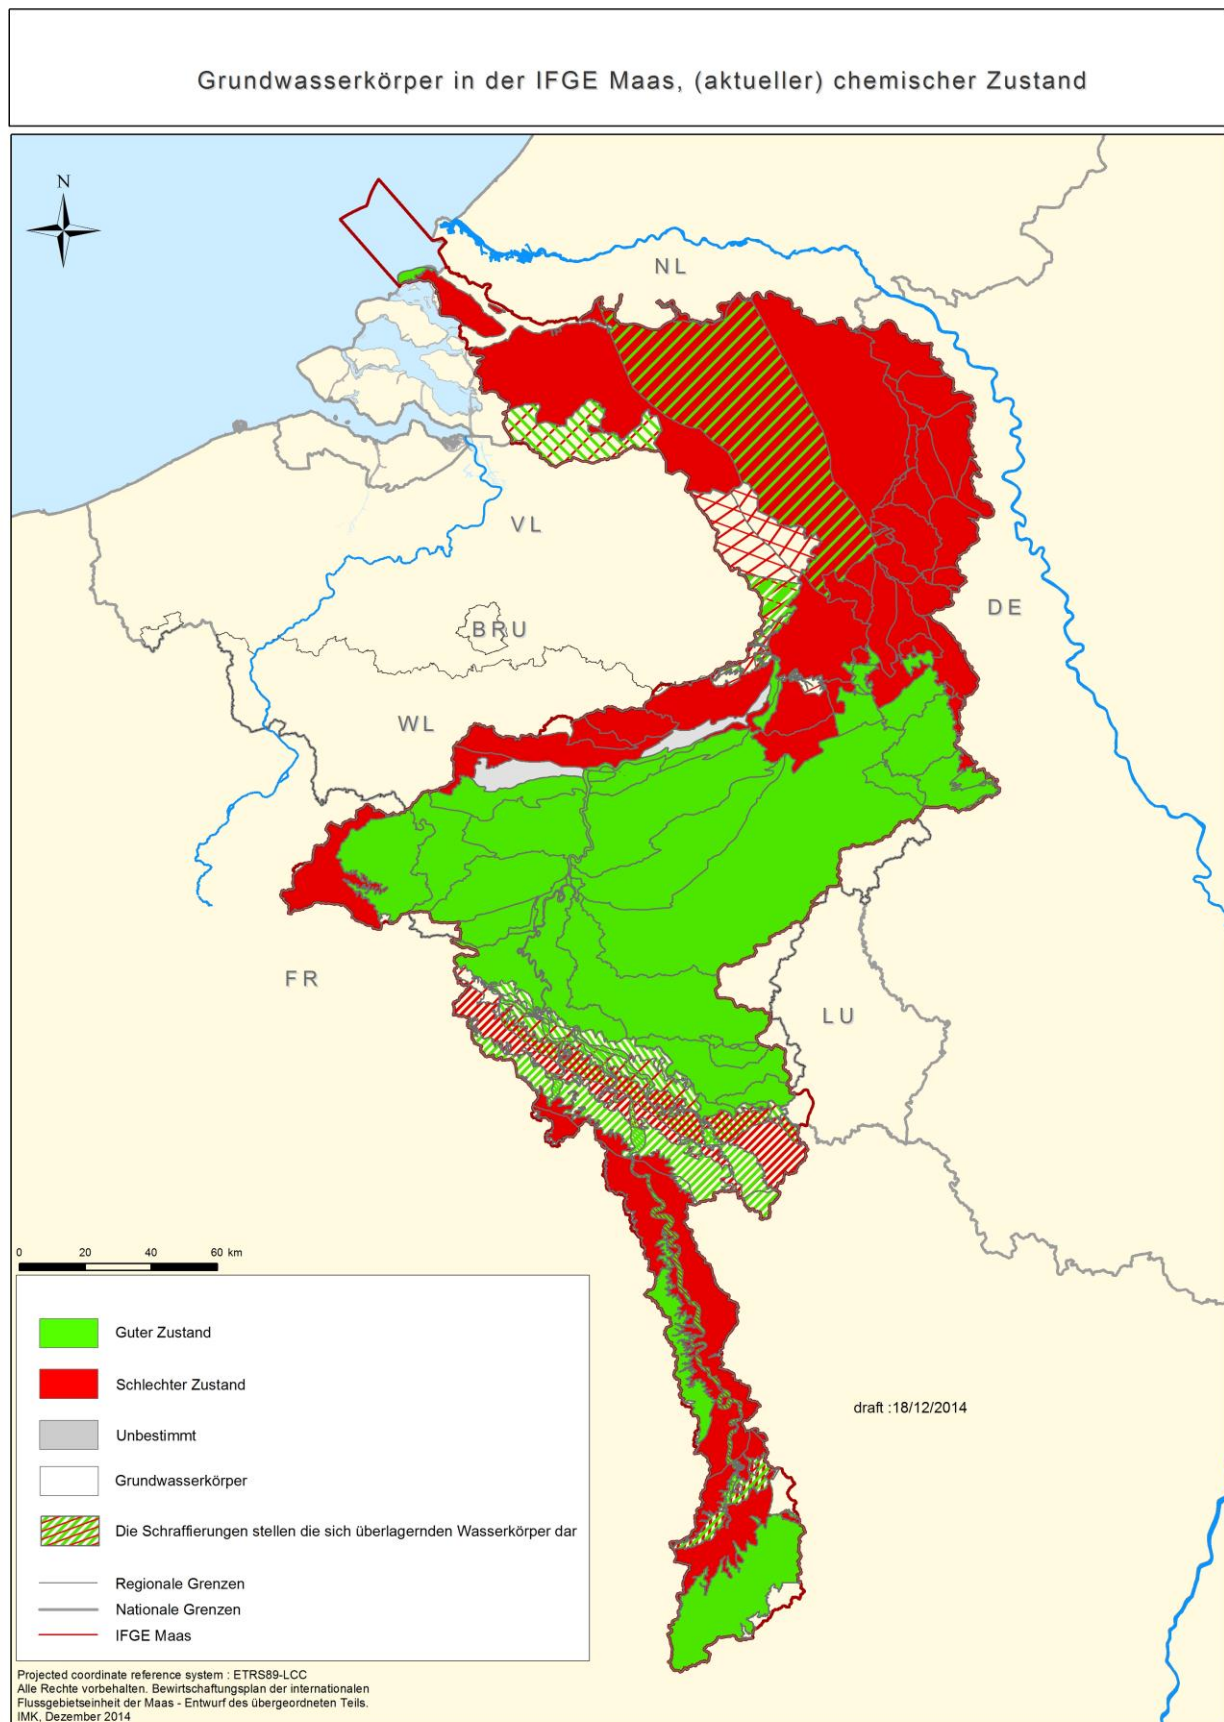 Grundwasserkörper in der IFGE Maas, (aktueller) chemischer Zustand
N
NL
VL
DE
BRU
WL
FR
LU
0 20 40 60 km
Guter Zustand
Schlechter Zustand
draft :18/12/2014
Unbestimmt
Grundwasserkörper
Die Schraffierungen stellen die sich überlagernden Wasserkörper dar
Regionale Grenzen
Nationale Grenzen
IFGE Maas
Projected coordinate reference system : ETRS89-LCC
Alle Rechte vorbehalten. Bewirtschaftungsplan der internationalen
Flussgebietseinheit der Maas - Entwurf des übergeordneten Teils.
IMK, Dezember 2014